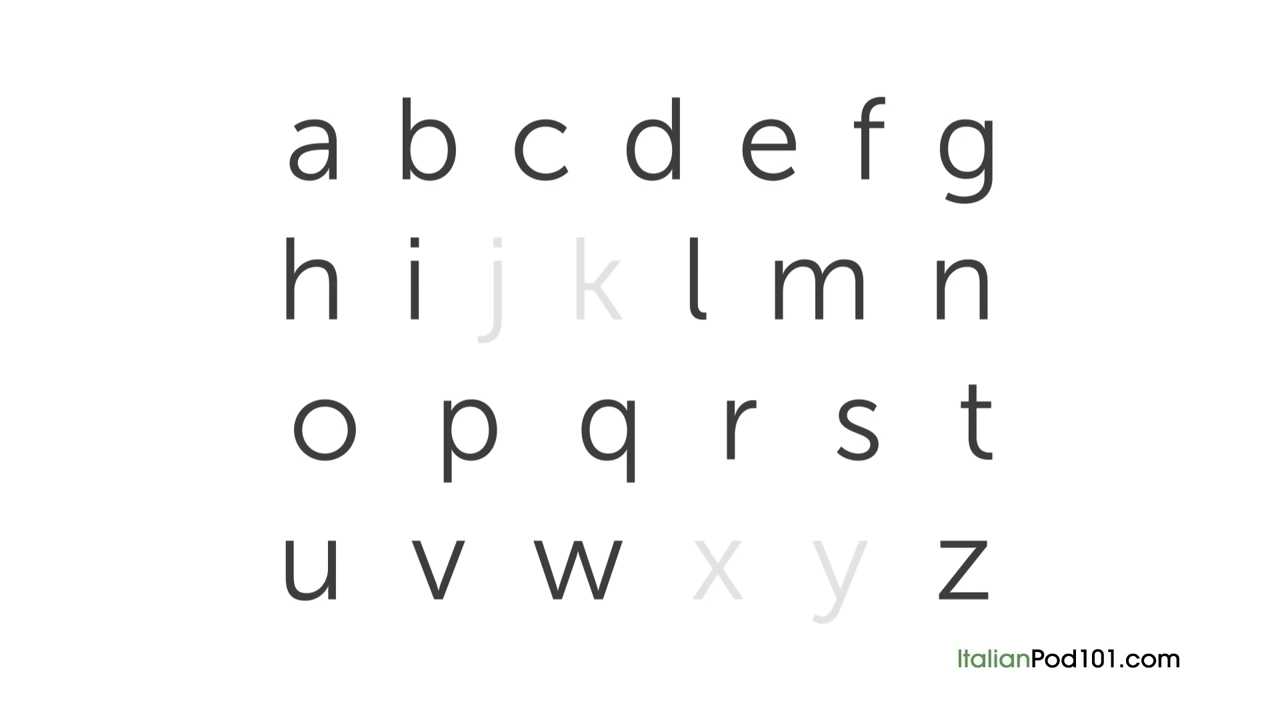 a b c d e f g
h i j k l m n
o p q r s t
u v w x y z
ItalianPod101.com